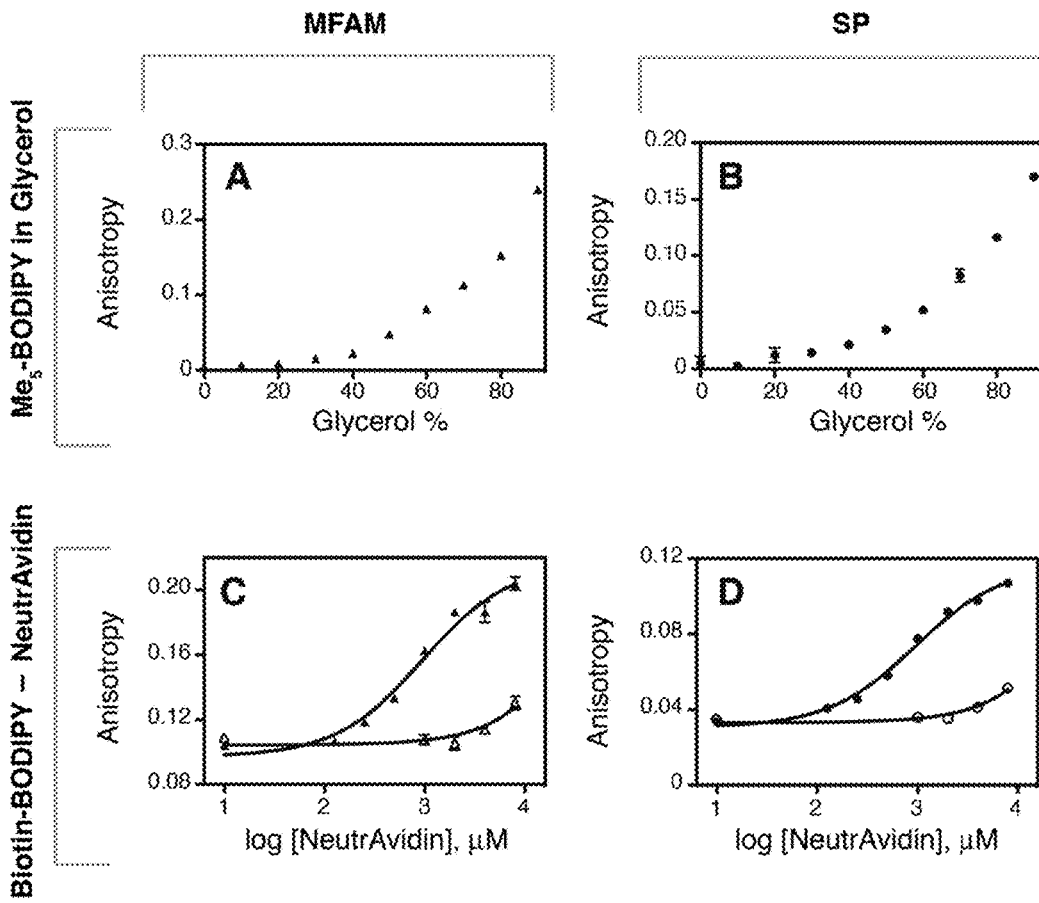 MFAM
SP
Me5-BODIPY in Glycerol
Anisotropy
0.3
0.2
0.1
0
A
0
20
40
60
80
Glycerol %
Anisotropy
0.20
0.15
0.10
0.05
0
B
0
20
40
60
80
Glycerol %
Biotin-BODIPY – NeutrAvidin
Anisotropy
0.20
0.16
0.12
0.08
C
1
2
3
4
log [NeutrAvidin], μM
Anisotropy
0.12
0.08
0.04
0
D
1
2
3
4
log [NeutrAvidin], μM